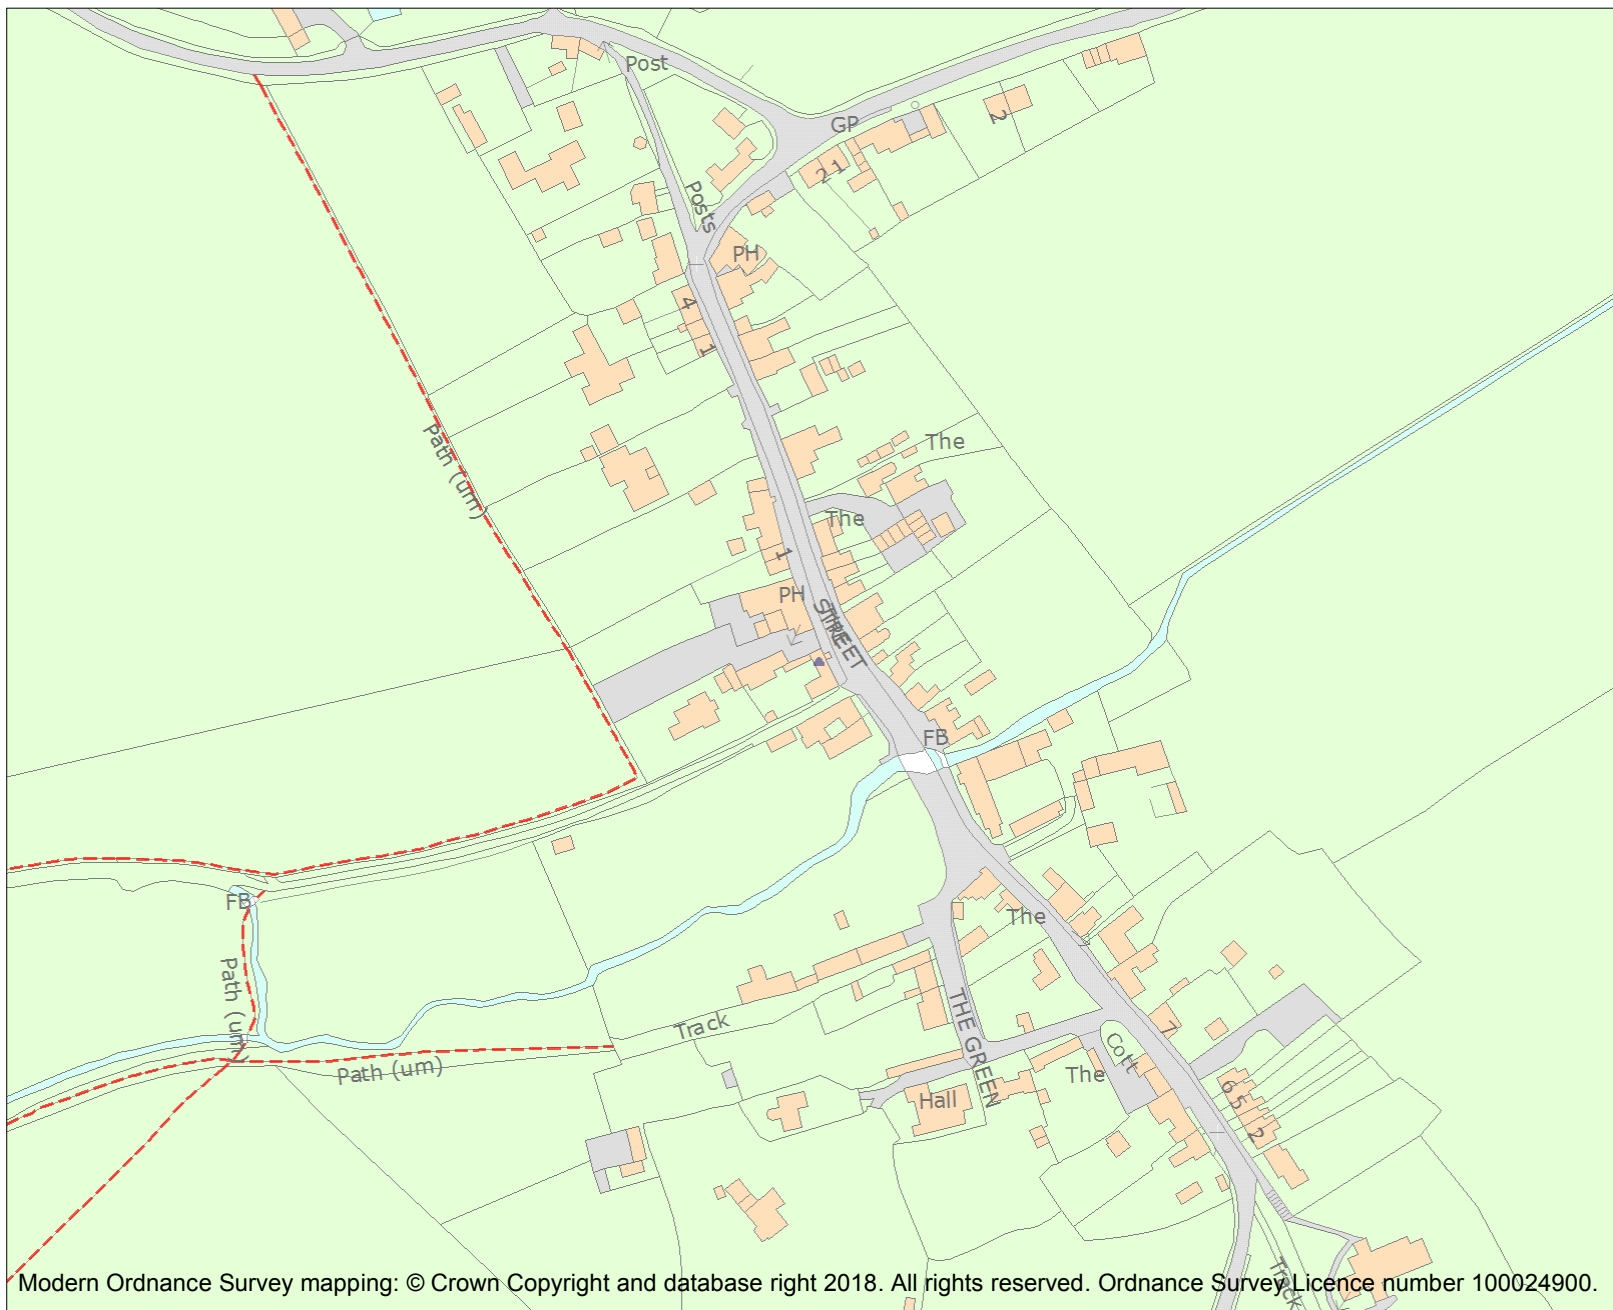 Post
GP
2
2 1
Posts
PH
4
1
Path (um)
The
The
1
PH
STREET
FB
FB
The
7
Path (um)
Track
THE GREEN
7
Cott
Path (um)
The
Hall
6 5
2
Track
Modern Ordnance Survey mapping: © Crown Copyright and database right 2018. All rights reserved. Ordnance Survey Licence number 100024900.